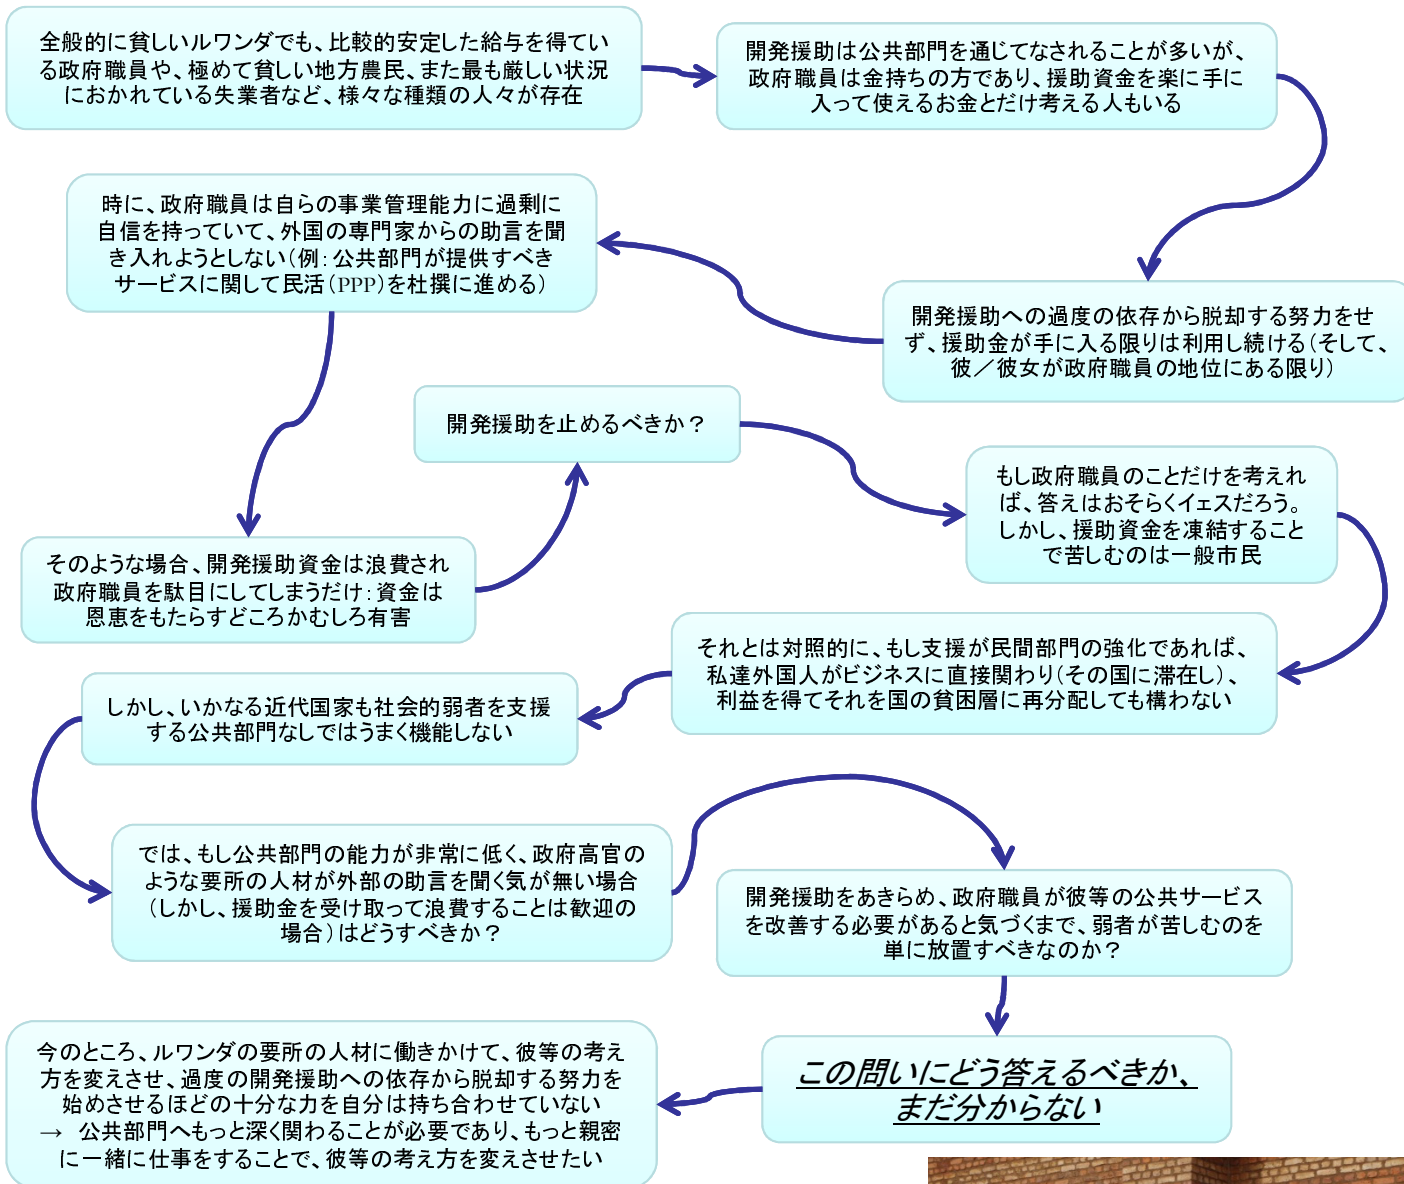 全般的に貧しいルワンダでも、比較的安定した給与を得てい
る政府職員や、極めて貧しい地方農民、また最も厳しい状況
におかれている失業者など、様々な種類の人々が存在
開発援助は公共部門を通じてなされることが多いが、
政府職員は金持ちの方であり、援助資金を楽に手に
入って使えるお金とだけ考える人もいる
開発援助への過度の依存から脱却する努力をせ
ず、援助金が手に入る限りは利用し続ける（そして、
彼／彼女が政府職員の地位にある限り）
時に、政府職員は自らの事業管理能力に過剰に
自信を持っていて、外国の専門家からの助言を聞
き入れようとしない（例：公共部門が提供すべき
サービスに関して民活（PPP）を杜撰に進める）
そのような場合、開発援助資金は浪費され
政府職員を駄目にしてしまうだけ：資金は
恩恵をもたらすどころかむしろ有害
開発援助を止めるべきか？
もし政府職員のことだけを考えれ
ば、答えはおそらくイェスだろう。
しかし、援助資金を凍結すること
で苦しむのは一般市民
それとは対照的に、もし支援が民間部門の強化であれば、
私達外国人がビジネスに直接関わり（その国に滞在し）、
利益を得てそれを国の貧困層に再分配しても構わない
しかし、いかなる近代国家も社会的弱者を支援
する公共部門なしではうまく機能しない
では、もし公共部門の能力が非常に低く、政府高官の
ような要所の人材が外部の助言を聞く気が無い場合
（しかし、援助金を受け取って浪費することは歓迎の
場合）はどうすべきか？
開発援助をあきらめ、政府職員が彼等の公共サービス
を改善する必要があると気づくまで、弱者が苦しむのを
単に放置すべきなのか？
この問いにどう答えるべきか、
まだ分からない
今のところ、ルワンダの要所の人材に働きかけて、彼等の考え
方を変えさせ、過度の開発援助への依存から脱却する努力を
始めさせるほどの十分な力を自分は持ち合わせていない
→ 公共部門へもっと深く関わることが必要であり、もっと親密
に一緒に仕事をすることで、彼等の考え方を変えさせたい